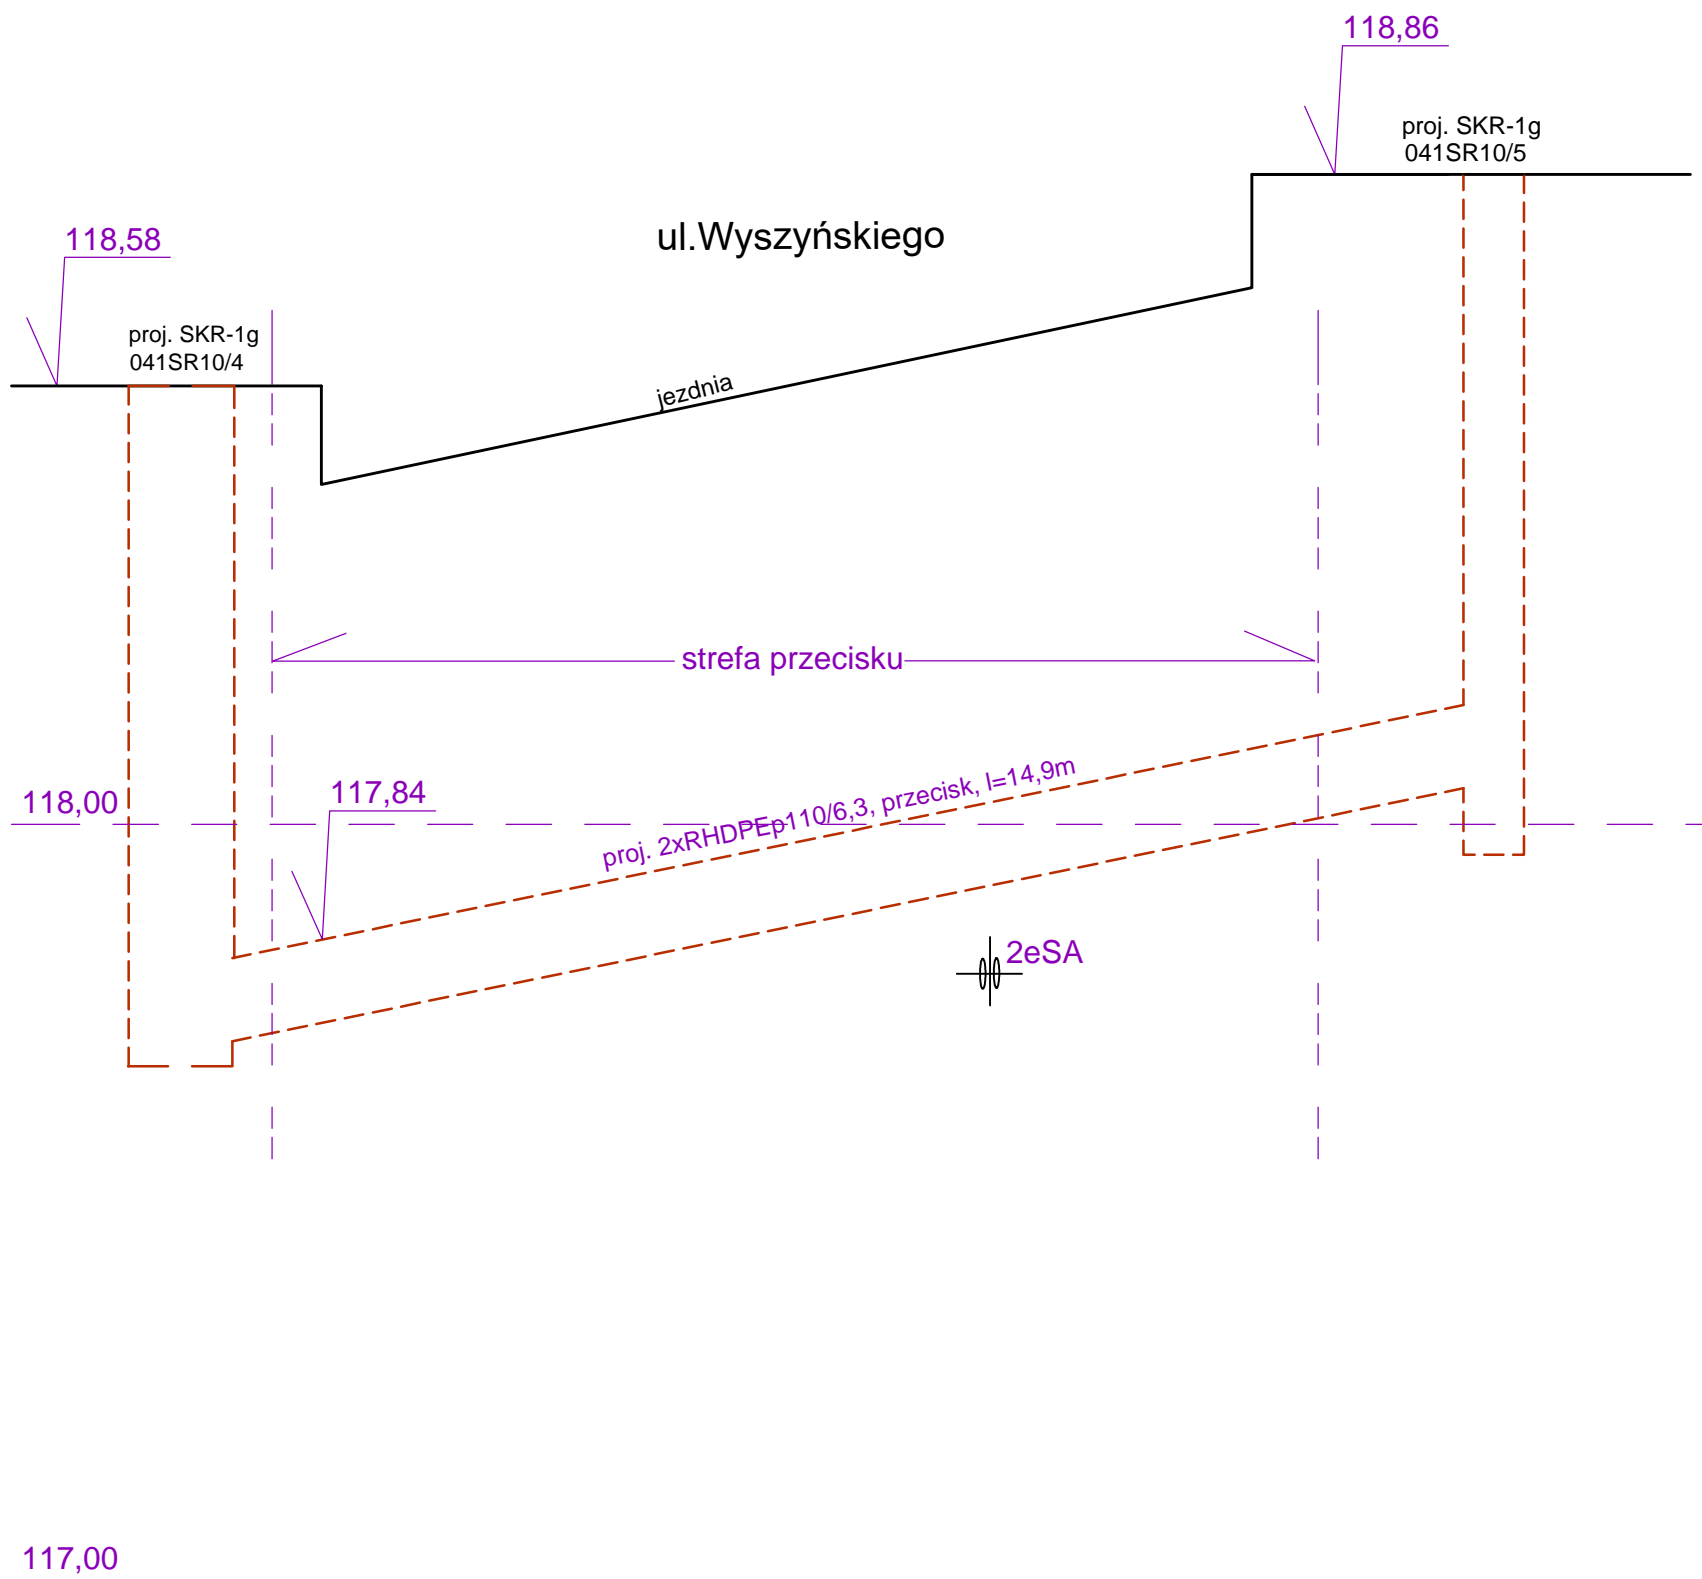 118,86
proj. SKR-1g
041SR10/5
ul.Wyszyńskiego
118,58
proj. SKR-1g
041SR10/4
jezdnia
strefa przecisku
118,00
117,84
proj. 2xRHDPEp110/6,3, przecisk, l=14,9m
2eSA
117,00